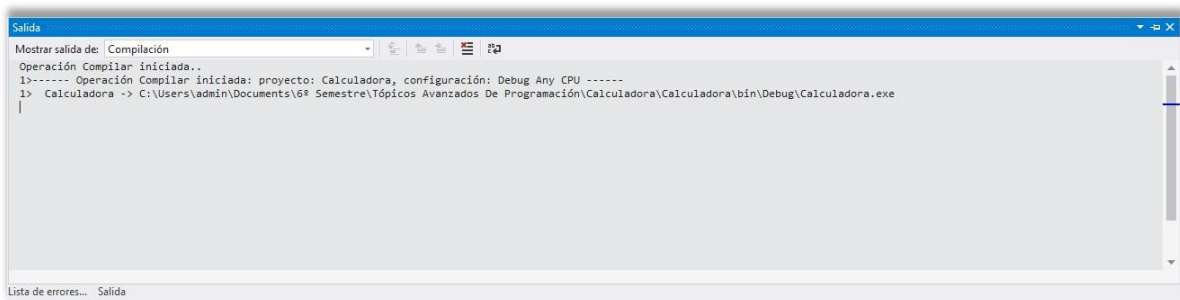 Salida
Mostrar salida de: Compilación
Operación Compilar iniciada..
1>------ Operación Compilar iniciada: proyecto: Calculadora, configuración: Debug Any CPU ------
1>  Calculadora -> C:\Users\admin\Documents\6º Semestre\Tópicos Avanzados De Programación\Calculadora\Calculadora\bin\Debug\Calculadora.exe
Lista de errores... Salida